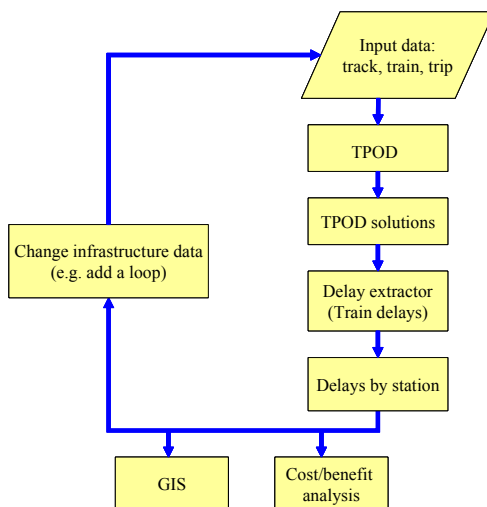 Input data:
track, train, trip
TPOD
TPOD solutions
Change infrastructure data
(e.g. add a loop)
Delay extractor
(Train delays)
Delays by station
GIS
Cost/benefit
analysis